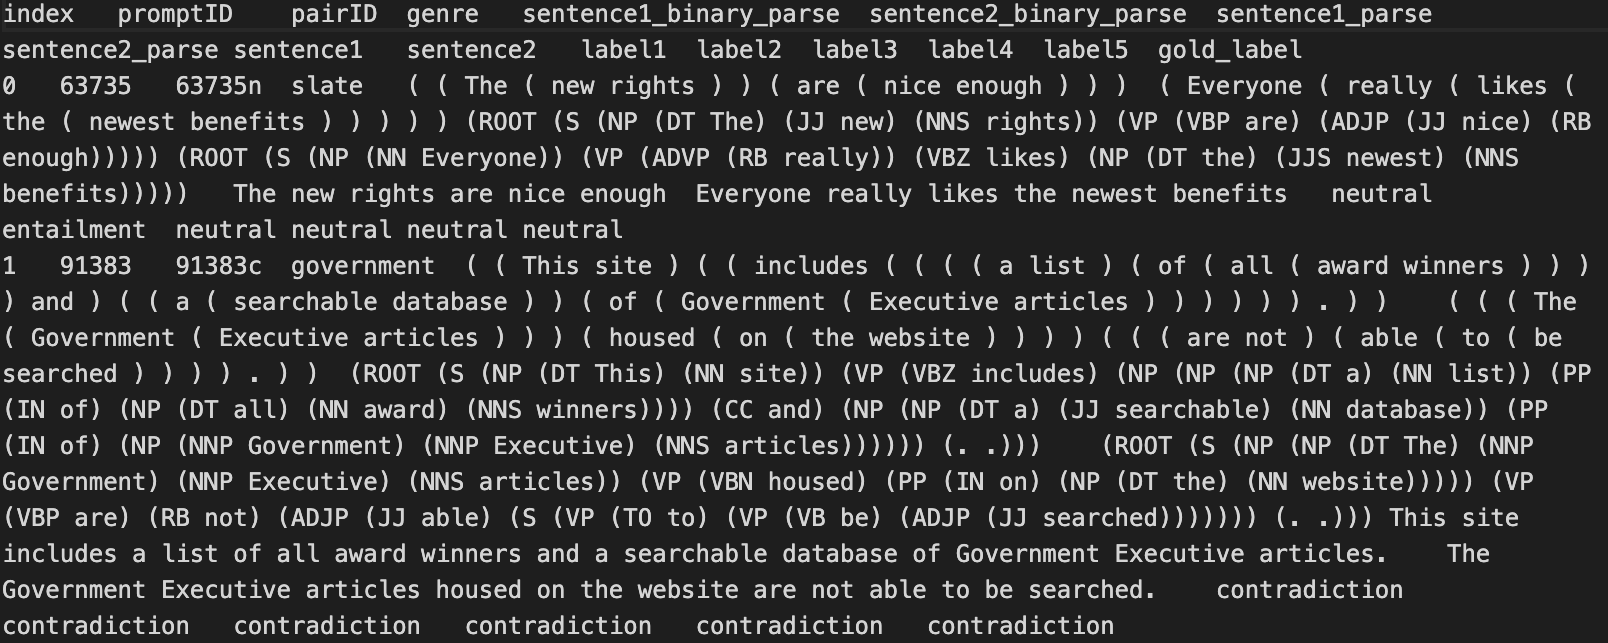 index promptID pairID genre sentence1_binary_parse sentence2_binary_parse sentence1_parse
sentence2_parse sentence1 sentence2 label1 label2 label3 label4 label5 gold_label
0 63735 63735n slate ( ( The ( new rights ) ) ( are ( nice enough ) ) ) ( Everyone ( really ( likes (
the ( newest benefits ) ) ) ) ) (ROOT (S (NP (DT The) (JJ new) (NNS rights)) (VP (VBP are) (ADJP (JJ nice) (RB
enough))))) (ROOT (S (NP (NN Everyone)) (VP (ADVP (RB really)) (VBZ likes) (NP (DT the) (JJS newest) (NNS
benefits))))) The new rights are nice enough Everyone really likes the newest benefits neutral
entailment neutral neutral neutral neutral
1 91383 91383c government ( ( This site ) ( ( includes ( ( ( ( a list ) ( of ( all ( award winners ) ) )
) and ) ( ( a ( searchable database ) ) ( of ( Government ( Executive articles ) ) ) ) ) ) . ) ) ( ( ( The
( Government ( Executive articles ) ) ) ( housed ( on ( the website ) ) ) ) ( ( ( are not ) ( able ( to ( be
searched ) ) ) ) . ) ) (ROOT (S (NP (DT This) (NN site)) (VP (VBZ includes) (NP (NP (NP (DT a) (NN list)) (PP
(IN of) (NP (DT all) (NN award) (NNS winners)))) (CC and) (NP (NP (DT a) (JJ searchable) (NN database)) (PP
(IN of) (NP (NNP Government) (NNP Executive) (NNS articles)))))) (. .))) (ROOT (S (NP (NP (DT The) (NNP
Government) (NNP Executive) (NNS articles)) (VP (VBN housed) (PP (IN on) (NP (DT the) (NN website))))) (VP
(VBP are) (RB not) (ADJP (JJ able) (S (VP (TO to) (VP (VB be) (ADJP (JJ searched))))))) (. .))) This site
includes a list of all award winners and a searchable database of Government Executive articles. The
Government Executive articles housed on the website are not able to be searched. contradiction
contradiction contradiction contradiction contradiction contradiction